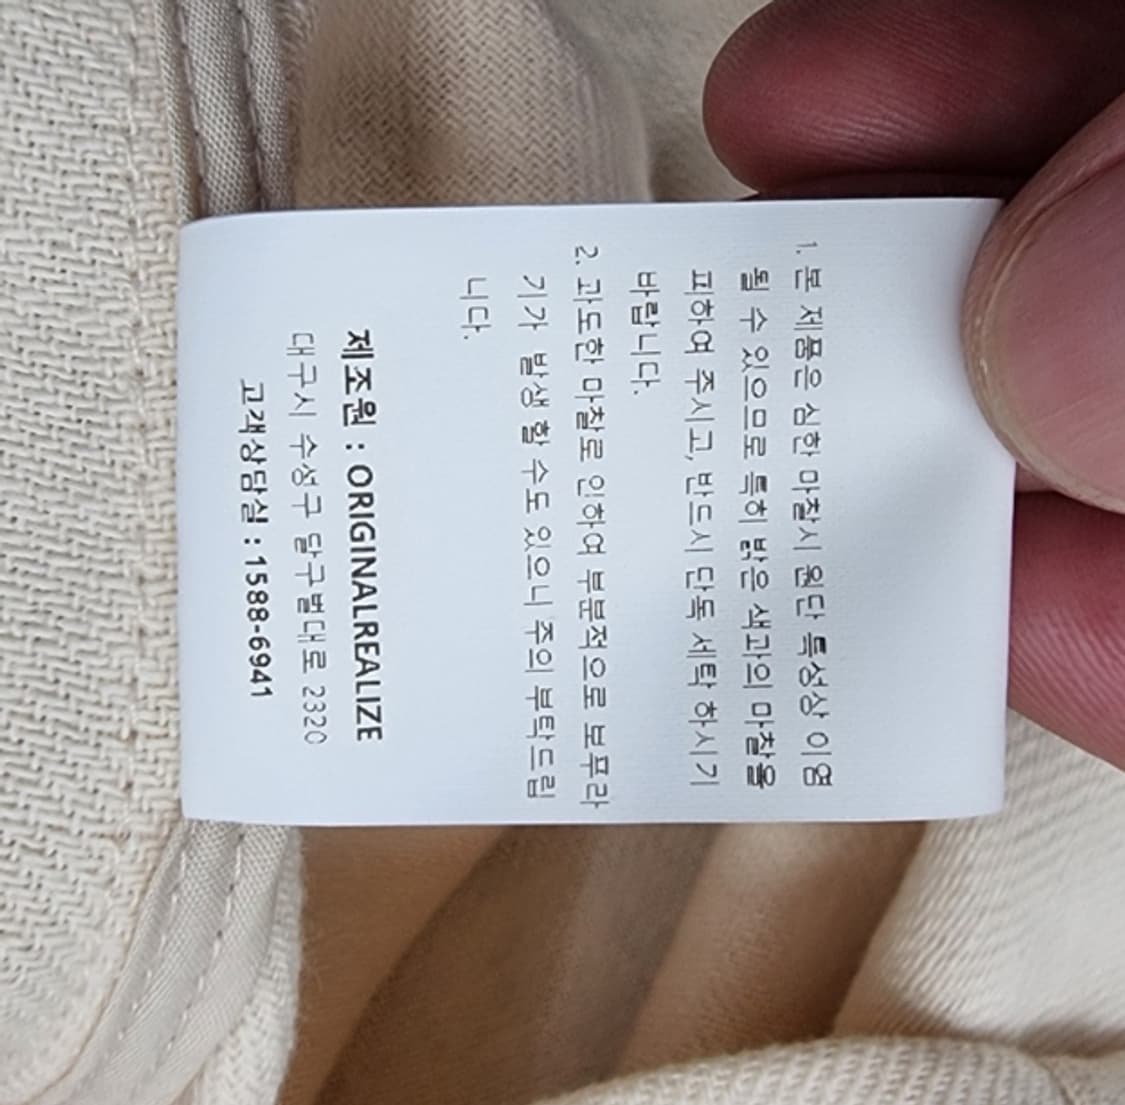 1. 본 제품은 심한 마찰시 원단 특성상 이염
될 수 있으므로 특히 밝은 색과의 마찰을
피하여 주시고, 반드시 단독 세탁 하시기
바랍니다.
2. 과도한 마찰로 인하여 부분적으로 보푸라
기가 발생 할 수도 있으니 주의 부탁드립
니다.
제조원 : ORIGINALREALIZE
대구시 수성구 달구벌대로 2320
고객상담실 : 1588-6941